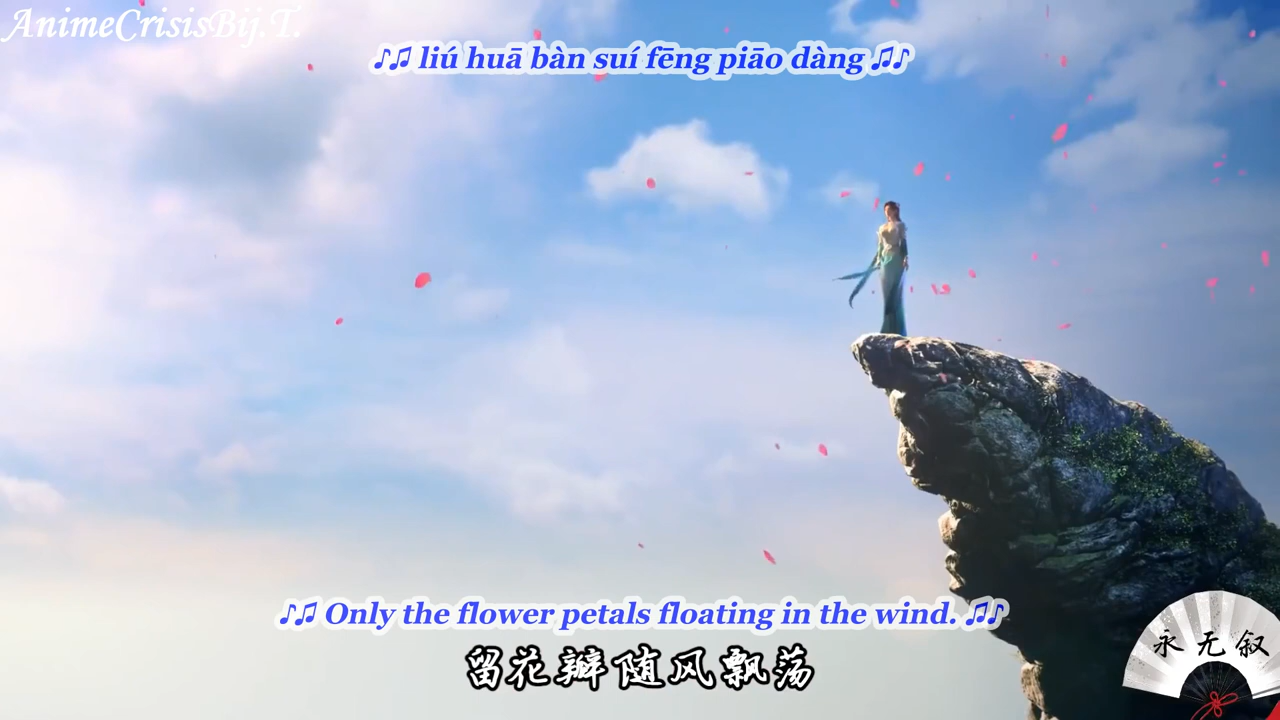 AnimeCrisisBij.T.
♪♫ liú huā bàn suí fēng piāo dàng ♫♪
♪♫ Only the flower petals floating in the wind. ♫♪
留花瓣随风飘荡
永无叙